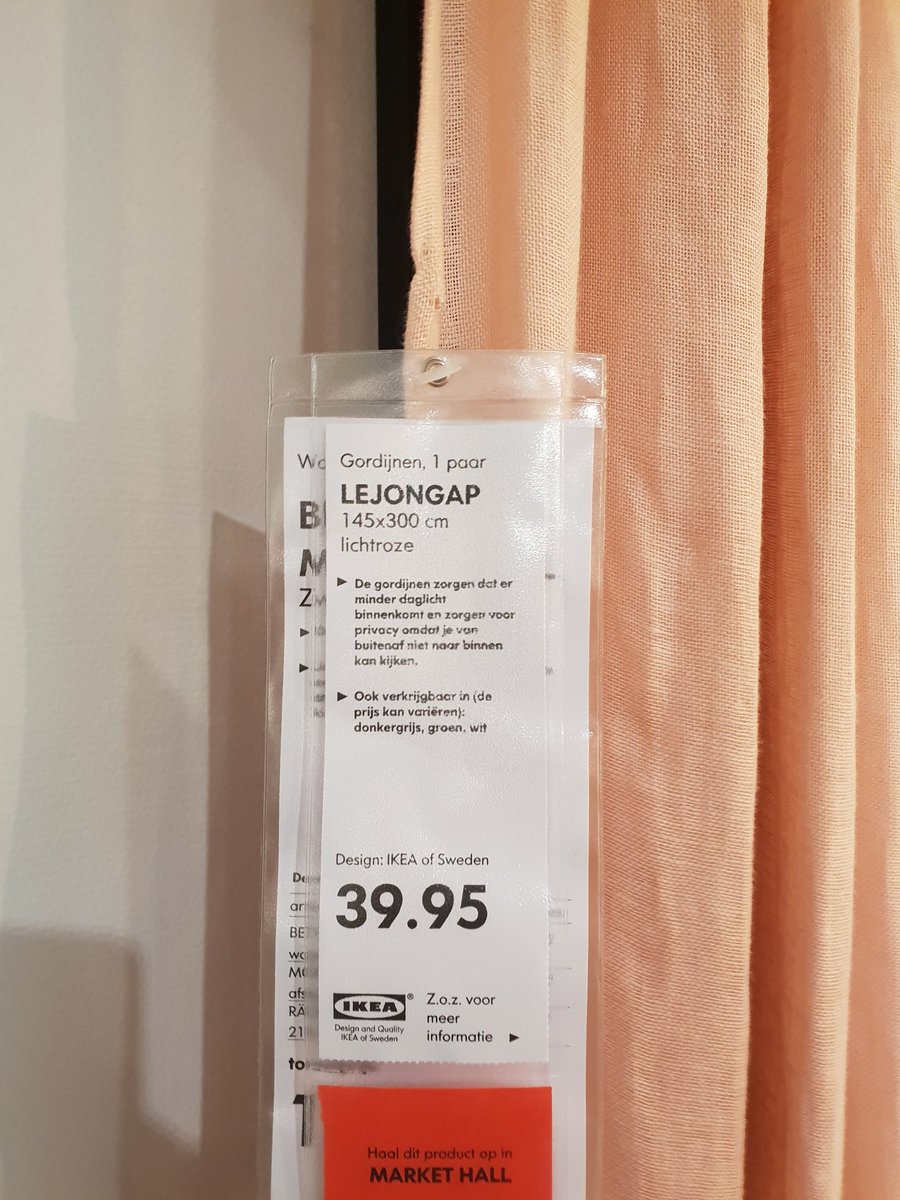 Gordijnen, 1 paar
LEJONGAP
145x300 cm
lichtroze
De gordijnen zorgen dat er
minder daglicht
binnenkomt en zorgen voor
privacy omdat je van
buitenaf niet naar binnen
kan kijken.
Ook verkrijgbaar in (de
prijs kan variëren):
donkergrijs, groen, wit
Design: IKEA of Sweden
39.95
IKEA®
Design and Quality
IKEA of Sweden
Z.o.z. voor
meer
informatie
Haal dit product op in
MARKET HALL